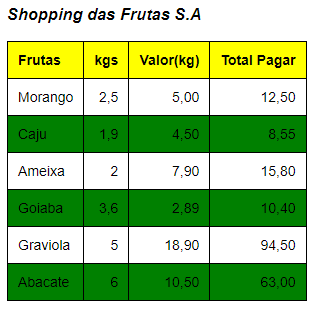 Shopping das Frutas S.A
Frutas kgs Valor(kg) Total Pagar
Morango 2,5 5,00 12,50
Caju 1,9 4,50 8,55
Ameixa 2 7,90 15,80
Goiaba 3,6 2,89 10,40
Graviola 5 18,90 94,50
Abacate 6 10,50 63,00